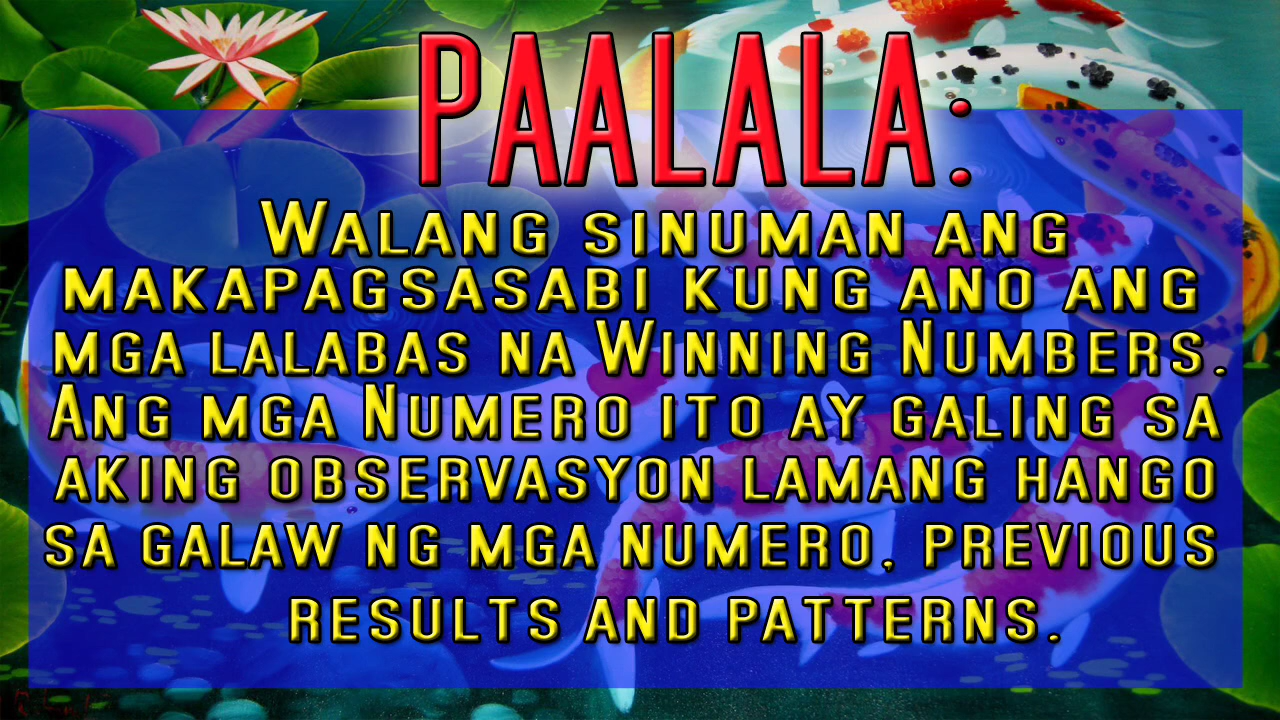 PAALALA:
Walang sinuman ang
makapagsasabi kung ano ang
mga lalabas na Winning Numbers.
Ang mga Numero ito ay galing sa
aking observasyon lamang hango
sa galaw ng mga numero, previous
results and patterns.